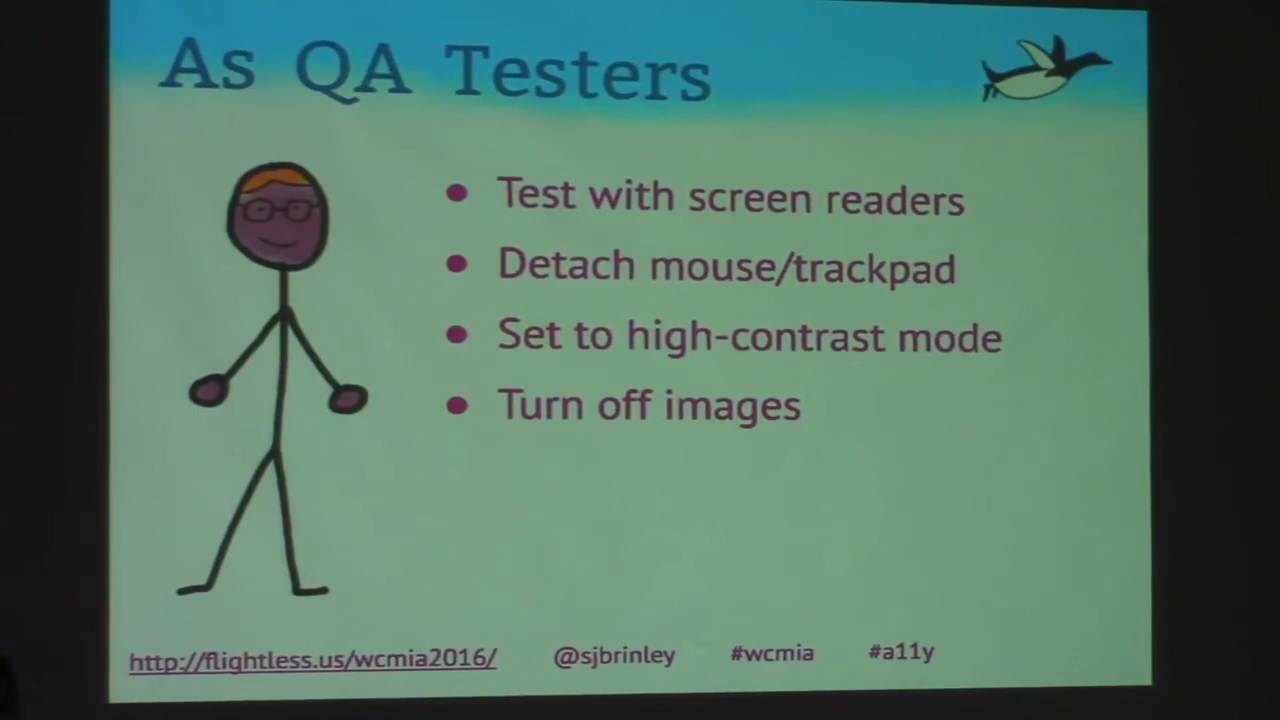 As QA Testers
● Test with screen readers
● Detach mouse/trackpad
● Set to high-contrast mode
● Turn off images
http://flightless.us/wcmia2016/ @sjbrinley #wcmia #a11y